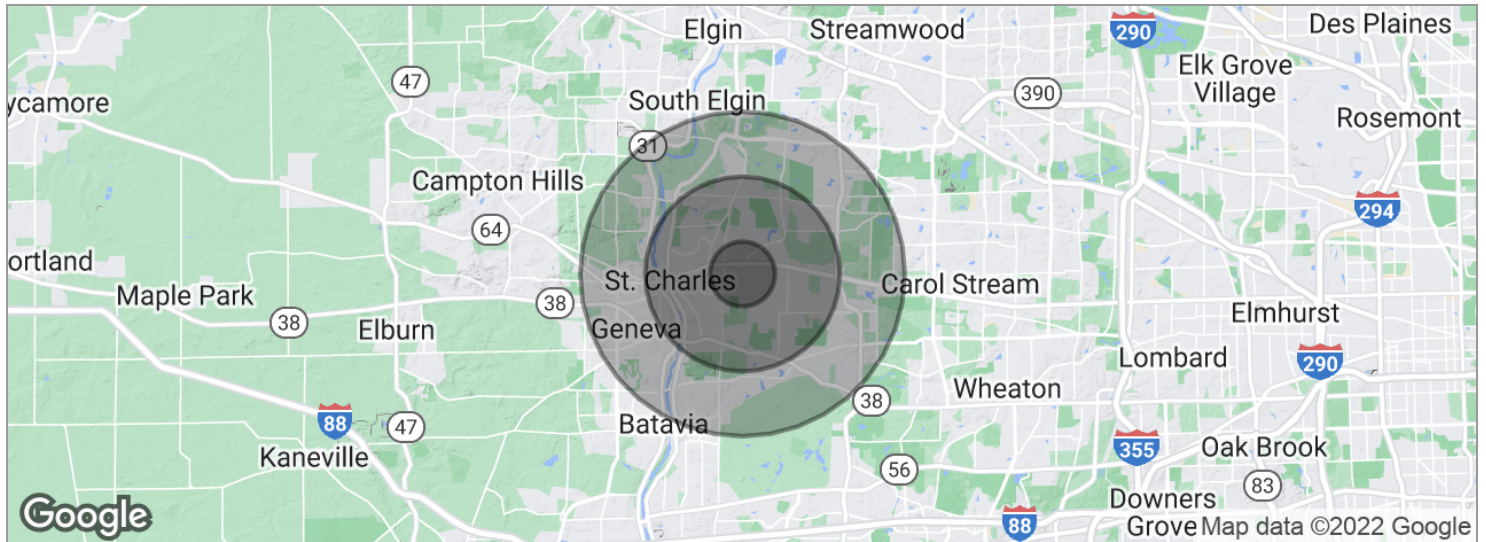 Elgin
Streamwood
290
Des Plaines
47
Elk Grove
Village
390
ycamore
South Elgin
Rosemont
31
Campton Hills
294
64
ortland
St. Charles
Carol Stream
Maple Park
38
38
Elburn
Geneva
Elmhurst
Lombard
290
Wheaton
38
88
47
Batavia
355
Oak Brook
Kaneville
56
83
Downers
Grove
88
Google
Map data ©2022 Google